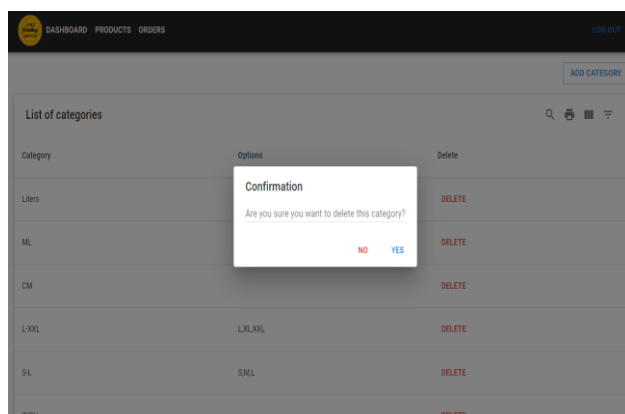 DASHBOARD PRODUCTS ORDERS LOG OUT
ADD CATEGORY
List of categories
Category Options Delete
Confirmation
Are you sure you want to delete this category?
NO YES
Liters DELETE
ML DELETE
CM DELETE
L-XXL L,XL,XXL DELETE
S-L S,M,L DELETE
DELETE